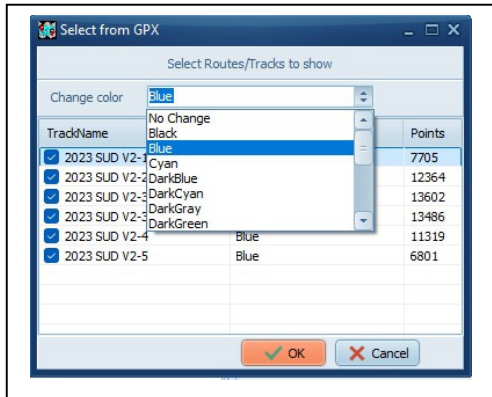 Select from GPX
Select Routes/Tracks to show
Change color Blue
No Change
Black
Blue
Cyan
DarkBlue
DarkCyan
DarkGray
DarkGreen
TrackName Points
2023 SUD V2-1 7705
2023 SUD V2-2 12364
2023 SUD V2-3 13602
2023 SUD V2-3 13486
2023 SUD V2-4 Blue 11319
2023 SUD V2-5 Blue 6801
OK Cancel